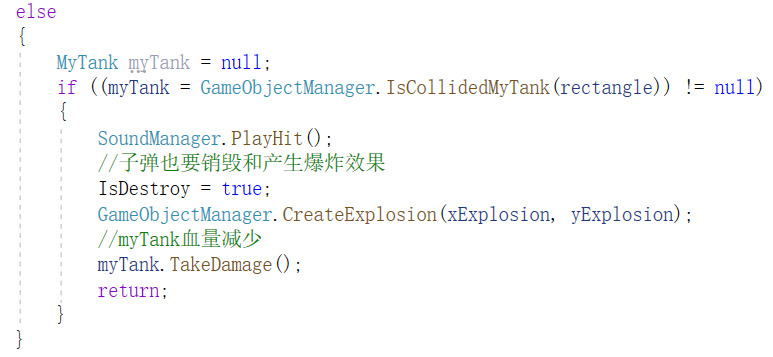 else
{
MyTank myTank = null;
if ((myTank = GameObjectManager.IsCollidedMyTank(rectangle)) != null)
{
SoundManager.PlayHit();
//子弹也要销毁和产生爆炸效果
IsDestroy = true;
GameObjectManager.CreateExplosion(xExplosion, yExplosion);
//myTank血量减少
myTank.TakeDamage();
return;
}
}